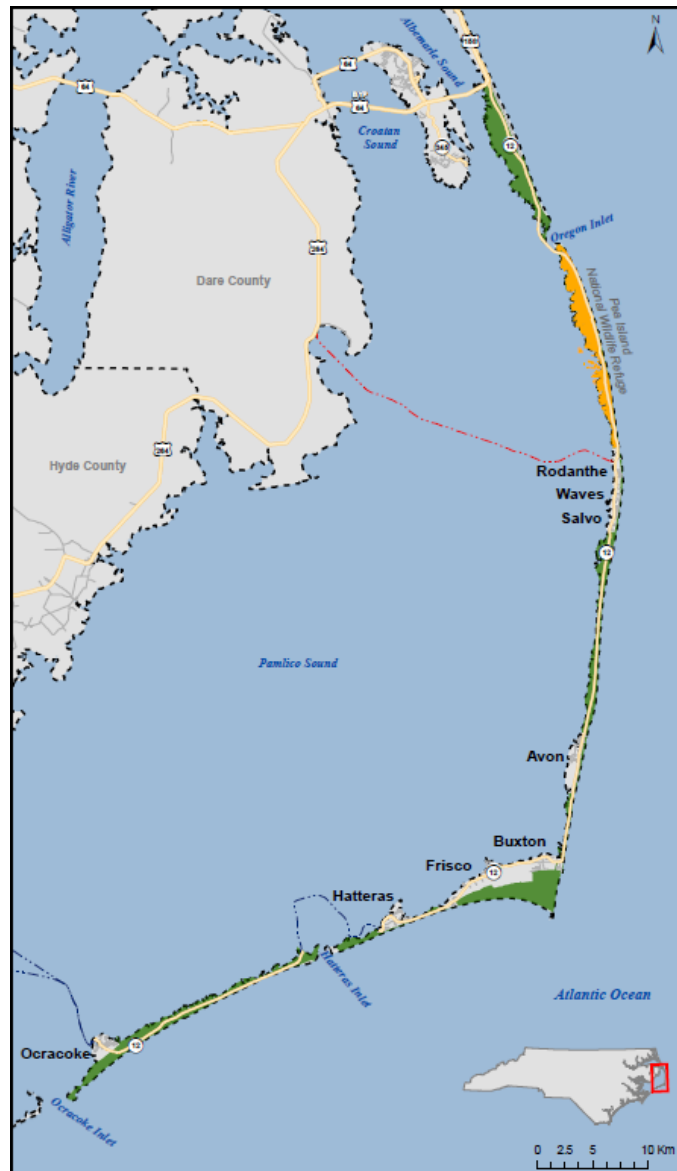 N
Albemarle Sound
64
64
64
Croatan
Sound
345
12
Alligator River
Oregon Inlet
264
Dare County
Pea Island
National Wildlife Refuge
264
Hyde County
Rodanthe
Waves
Salvo
12
Pamlico Sound
Avon
Buxton
Frisco
12
Hatteras
Hatteras Inlet
Atlantic Ocean
Ocracoke
12
Ocracoke Inlet
0 2.5 5 10 Km